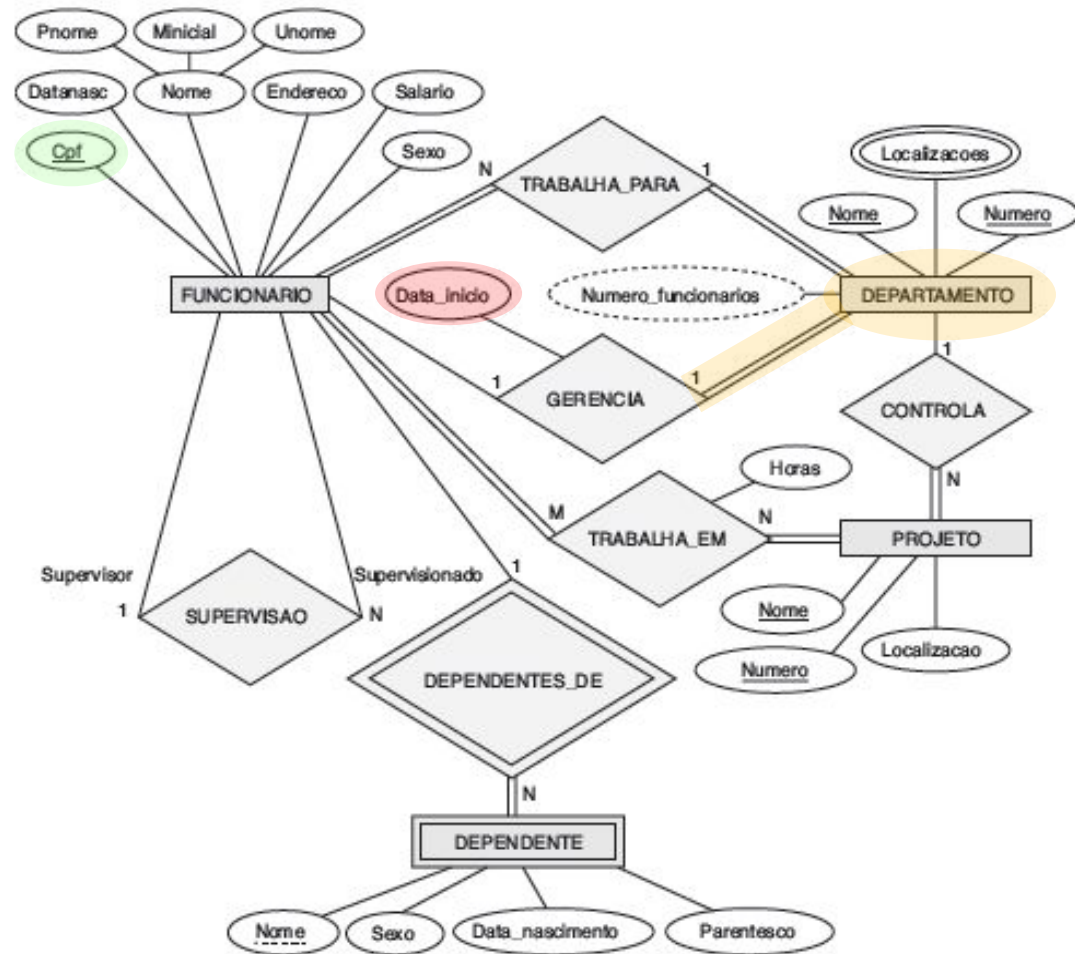 Pnome
Minicial
Unome
Datanasc
Nome
Endereco
Salario
Cpf
Sexo
N
TRABALHA_PARA
1
Localizacoes
Nome
Numero
FUNCIONARIO
Data_inicio
Numero_funcionarios
DEPARTAMENTO
1
GERENCIA
1
1
CONTROLA
N
Horas
M
TRABALHA_EM
N
PROJETO
Supervisor
1
SUPERVISAO
Supervisionado
N
1
Nome
Numero
Localizacao
DEPENDENTES_DE
N
DEPENDENTE
Nome
Sexo
Data_nascimento
Parentesco